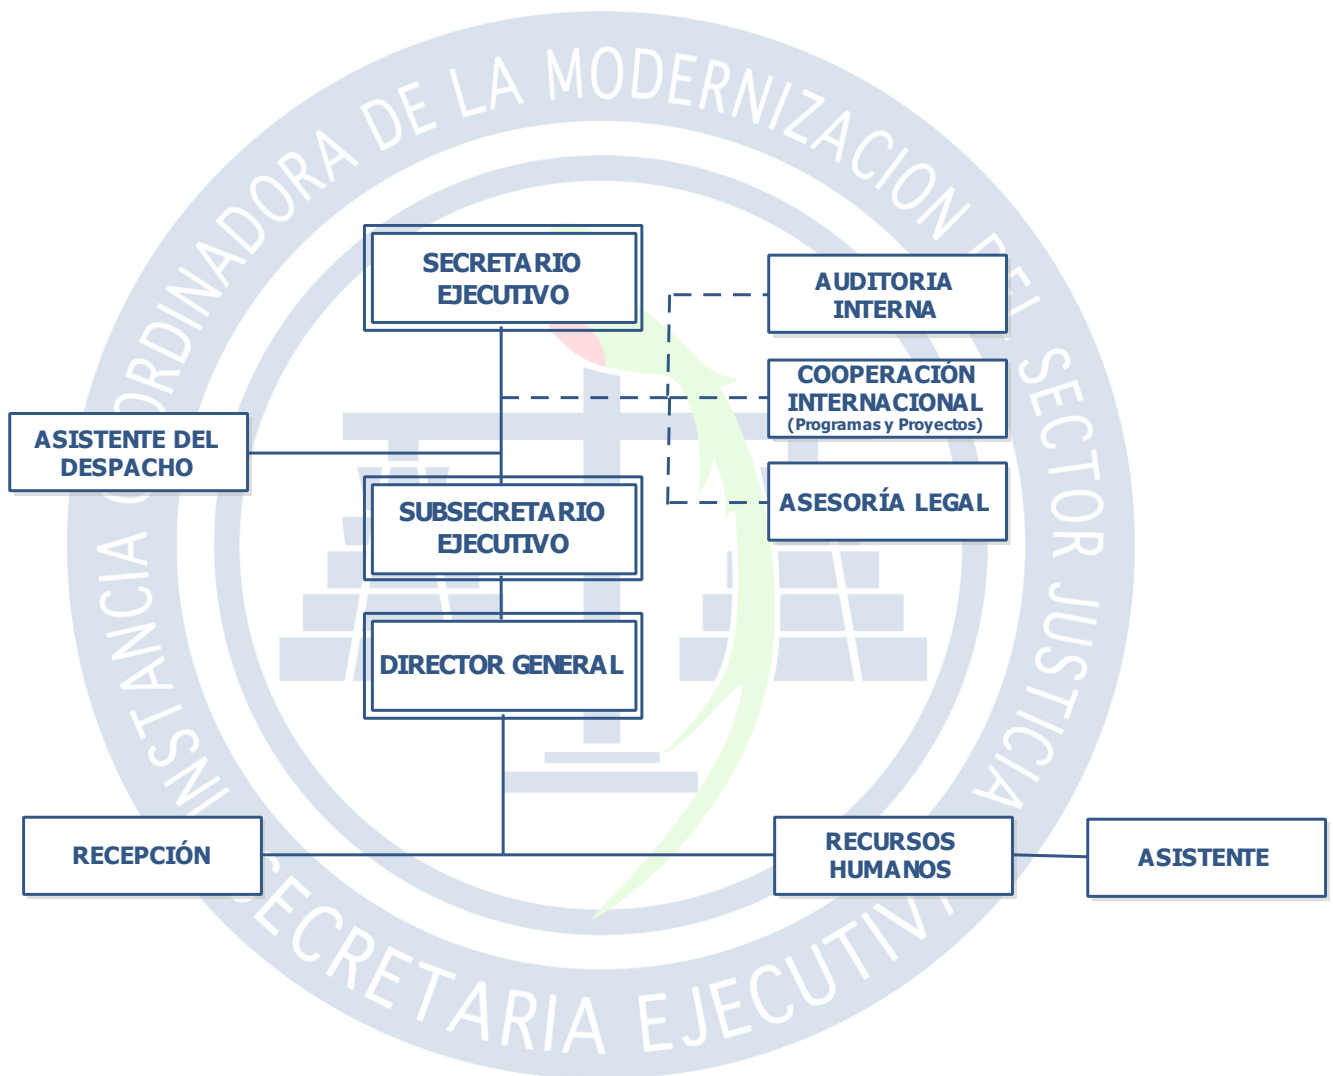 INSTANCIA COORDINADORA DE LA MODERNIZACION DEL SECTOR JUSTICIA
SECRETARIO
EJECUTIVO
AUDITORIA
INTERNA
COOPERACIÓN
INTERNACIONAL
(Programas y Proyectos)
ASISTENTE DEL
DESPACHO
ASESORÍA LEGAL
SUBSECRETARIO
EJECUTIVO
DIRECTOR GENERAL
RECEPCIÓN
RECURSOS
HUMANOS
ASISTENTE
SECRETARIA EJECUTIVA